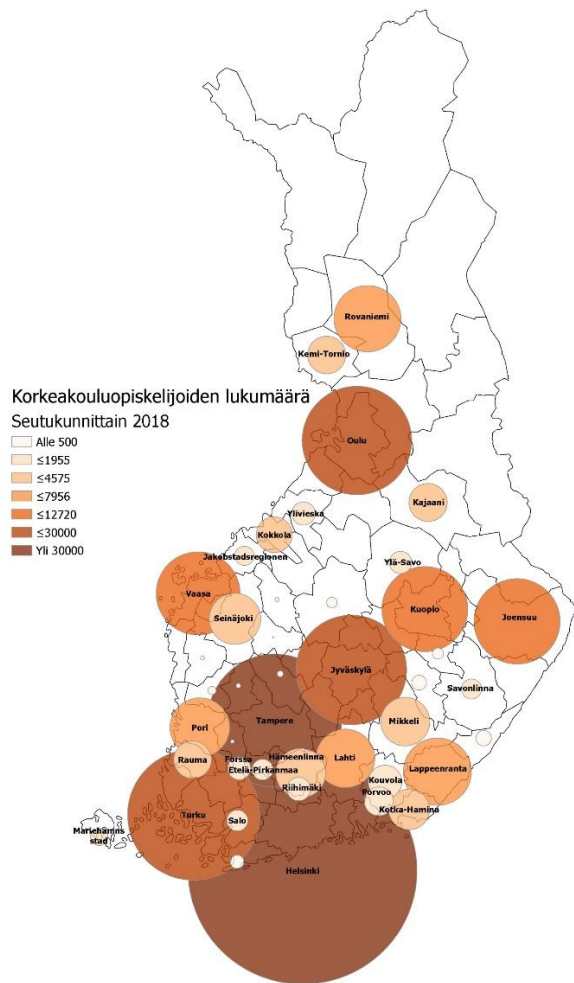 Rovaniemi
Kemi-Tornio
Korkeakouluopiskelijoiden lukumäärä
Seutukunnittain 2018
Alle 500
≤1955
≤4575
≤7956
≤12720
≤30000
Yli 30000
Oulu
Kajaani
Ylivieska
Kokkola
Jakobstadsregionen
Ylä-Savo
Vaasa
Kuopio
Joensuu
Seinäjoki
Jyväskylä
Savonlinna
Tampere
Mikkeli
Pori
Rauma
Forssa
Hämeenlinna
Lahti
Etelä-Pirkanmaa
Lappeenranta
Kouvola
Riihimäki
Porvoo
Kotka-Hamina
Turku
Salo
Mariehamns
stad
Helsinki